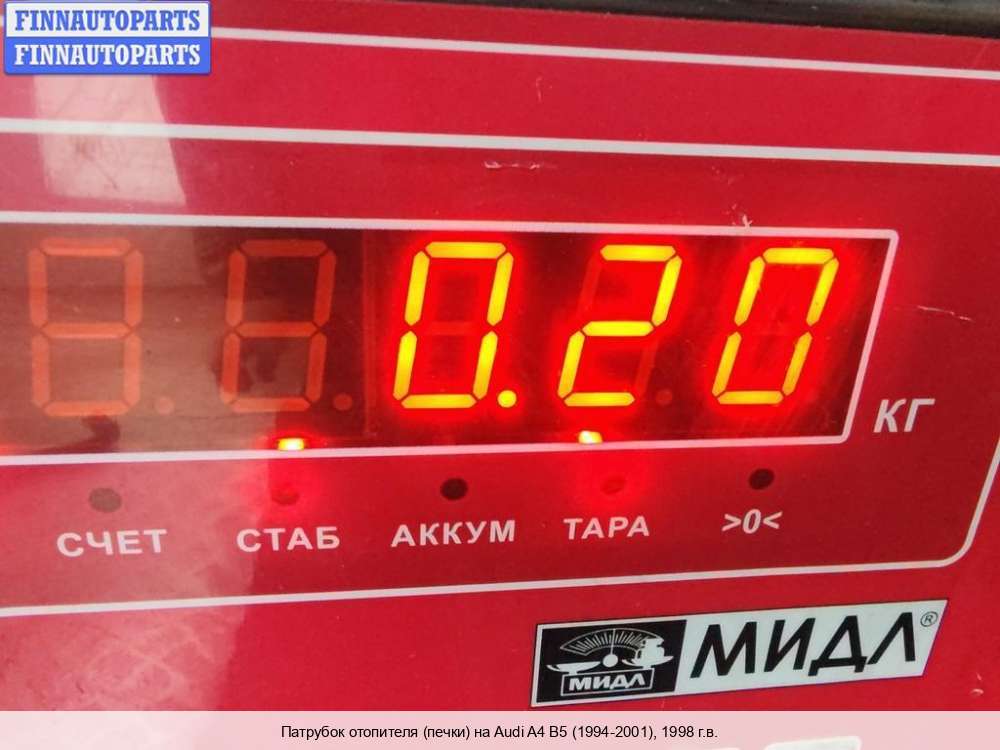 FINNAUTOPARTS
FINNAUTOPARTS
0.20
КГ
СЧЕТ СТАБ АККУМ ТАРА >0<
МИДЛ МИДЛ®
Патрубок отопителя (печки) на Audi A4 B5 (1994-2001), 1998 г.в.